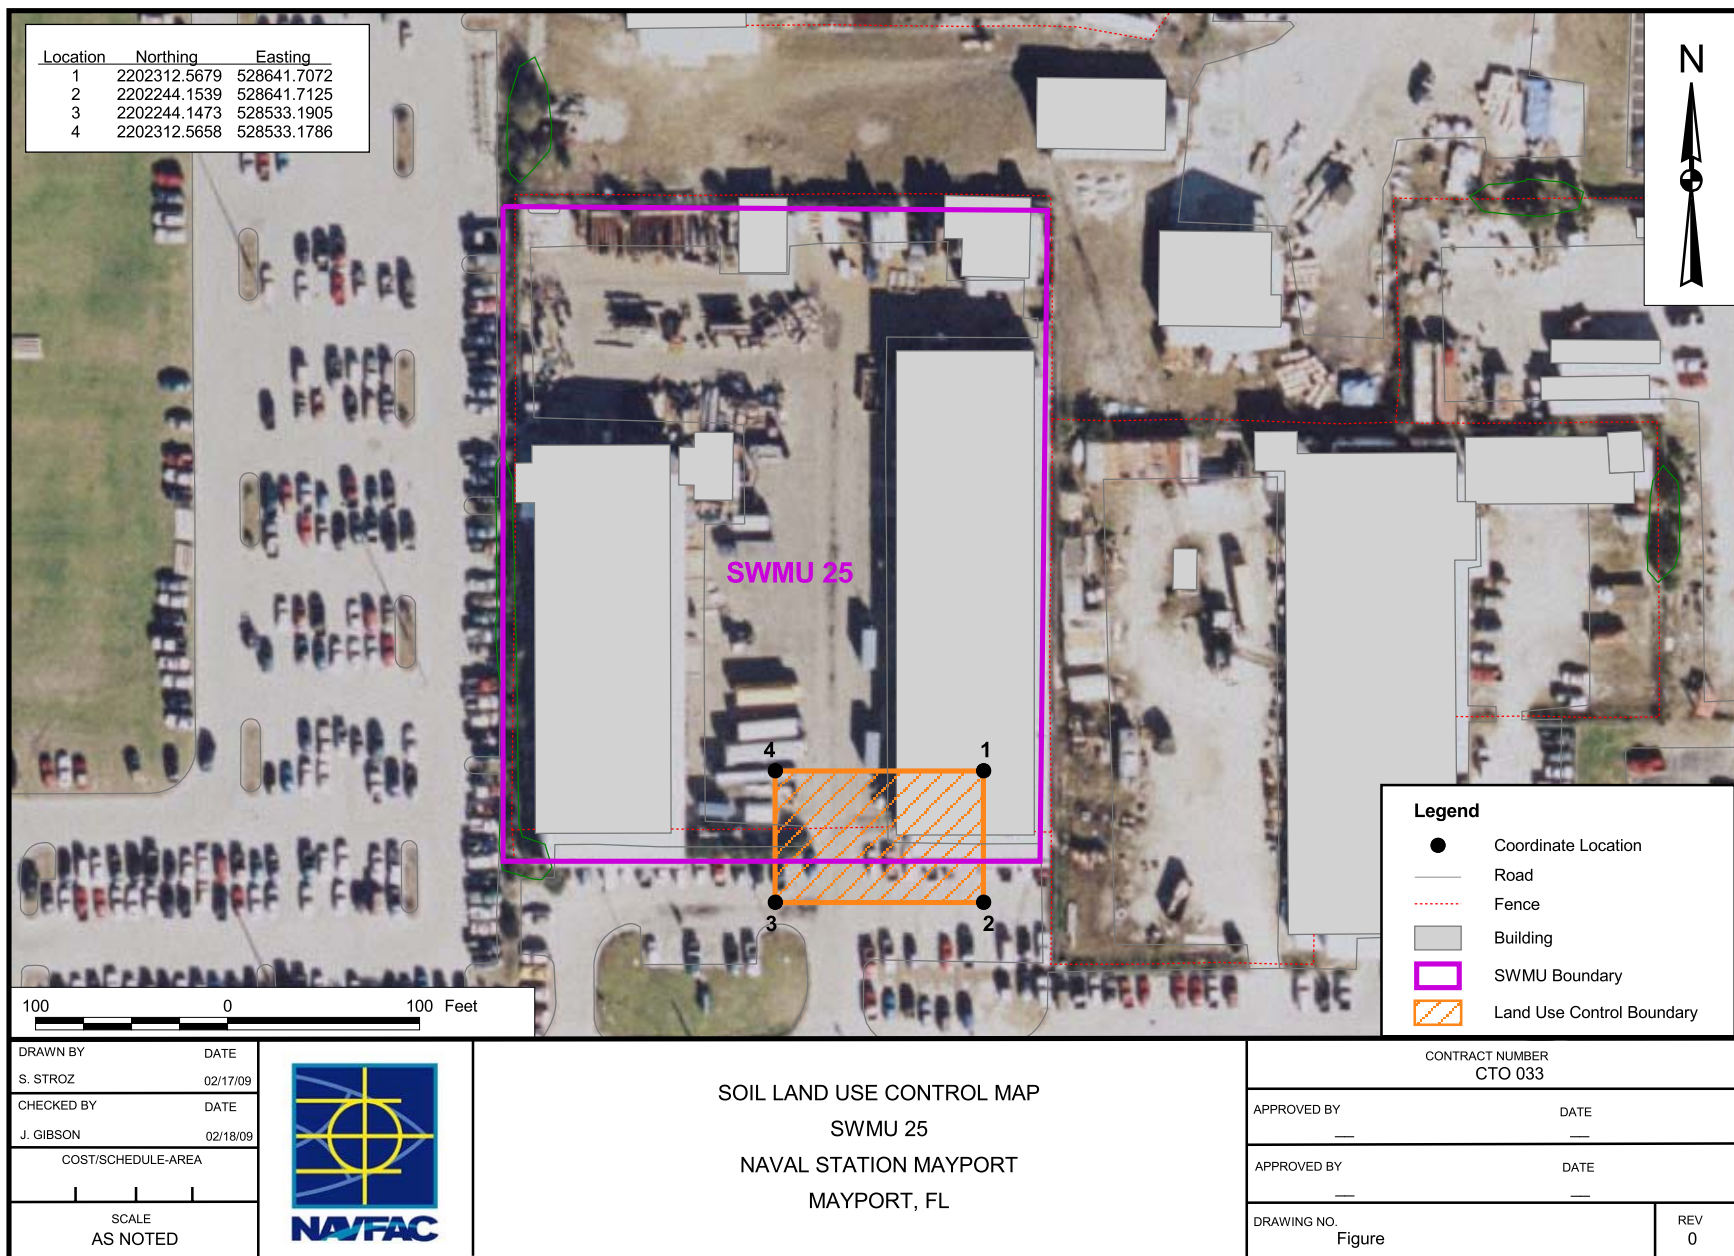 Location Northing Easting
1 2202312.5679 528641.7072
2 2202244.1539 528641.7125
3 2202244.1473 528533.1905
4 2202312.5658 528533.1786
N
SWMU 25
4 1
3 2
Legend
Coordinate Location
Road
Fence
Building
SWMU Boundary
Land Use Control Boundary
100 0 100 Feet
DRAWN BY DATE
S. STROZ 02/17/09
CHECKED BY DATE
J. GIBSON 02/18/09
COST/SCHEDULE-AREA
SCALE
AS NOTED
NAVFAC
SOIL LAND USE CONTROL MAP
SWMU 25
NAVAL STATION MAYPORT
MAYPORT, FL
CONTRACT NUMBER
CTO 033
APPROVED BY DATE
__ __
APPROVED BY DATE
__ __
DRAWING NO.
Figure
REV
0